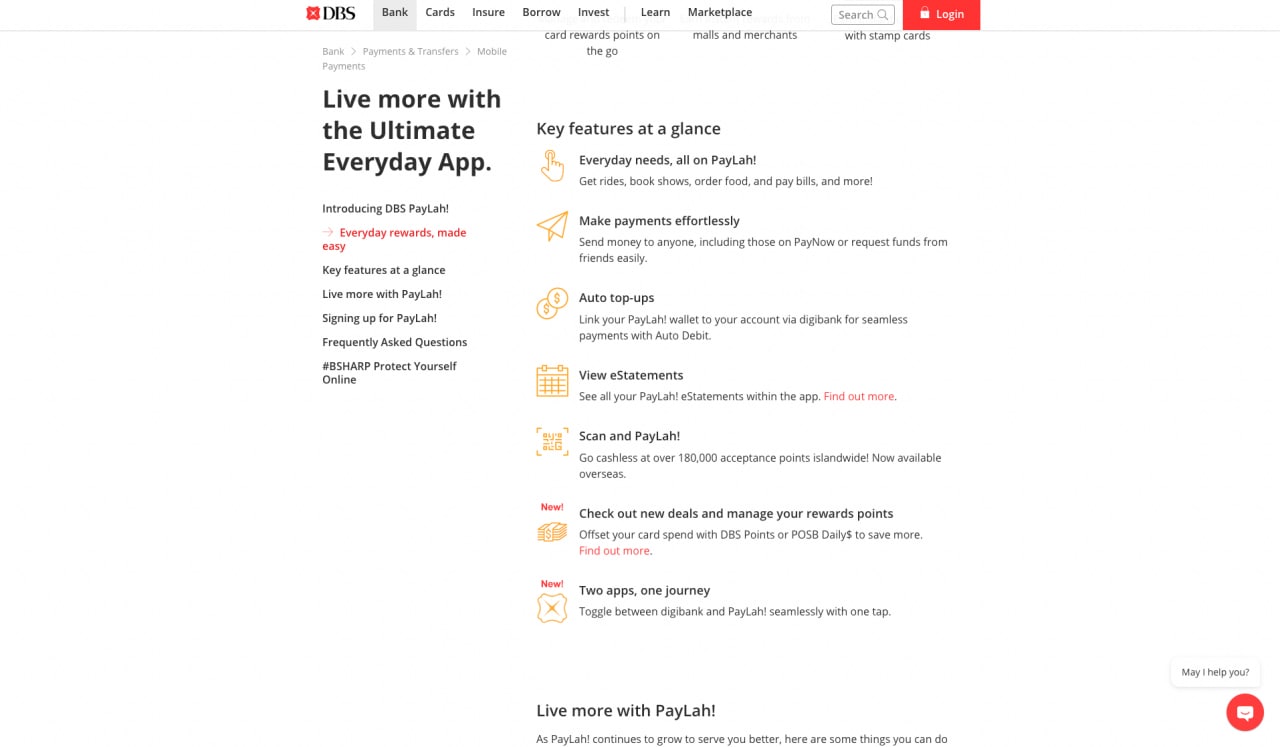 DBS
Bank
Cards
Insure
Borrow
Invest
Learn
Marketplace
Search
Login
card rewards points on
the go
malls and merchants
with stamp cards
Bank > Payments & Transfers > Mobile
Payments
Live more with
the Ultimate
Everyday App.
Introducing DBS PayLah!
Everyday rewards, made
easy
Key features at a glance
Live more with PayLah!
Signing up for PayLah!
Frequently Asked Questions
#BSHARP Protect Yourself
Online
Key features at a glance
Everyday needs, all on PayLah!
Get rides, book shows, order food, and pay bills, and more!
Make payments effortlessly
Send money to anyone, including those on PayNow or request funds from
friends easily.
Auto top-ups
Link your PayLah! wallet to your account via digibank for seamless
payments with Auto Debit.
View eStatements
See all your PayLah! eStatements within the app. Find out more.
Scan and PayLah!
Go cashless at over 180,000 acceptance points islandwide! Now available
overseas.
New!
Check out new deals and manage your rewards points
Offset your card spend with DBS Points or POSB Daily$ to save more.
Find out more.
New!
Two apps, one journey
Toggle between digibank and PayLah! seamlessly with one tap.
Live more with PayLah!
As PayLah! continues to grow to serve you better, here are some things you can do
May I help you?